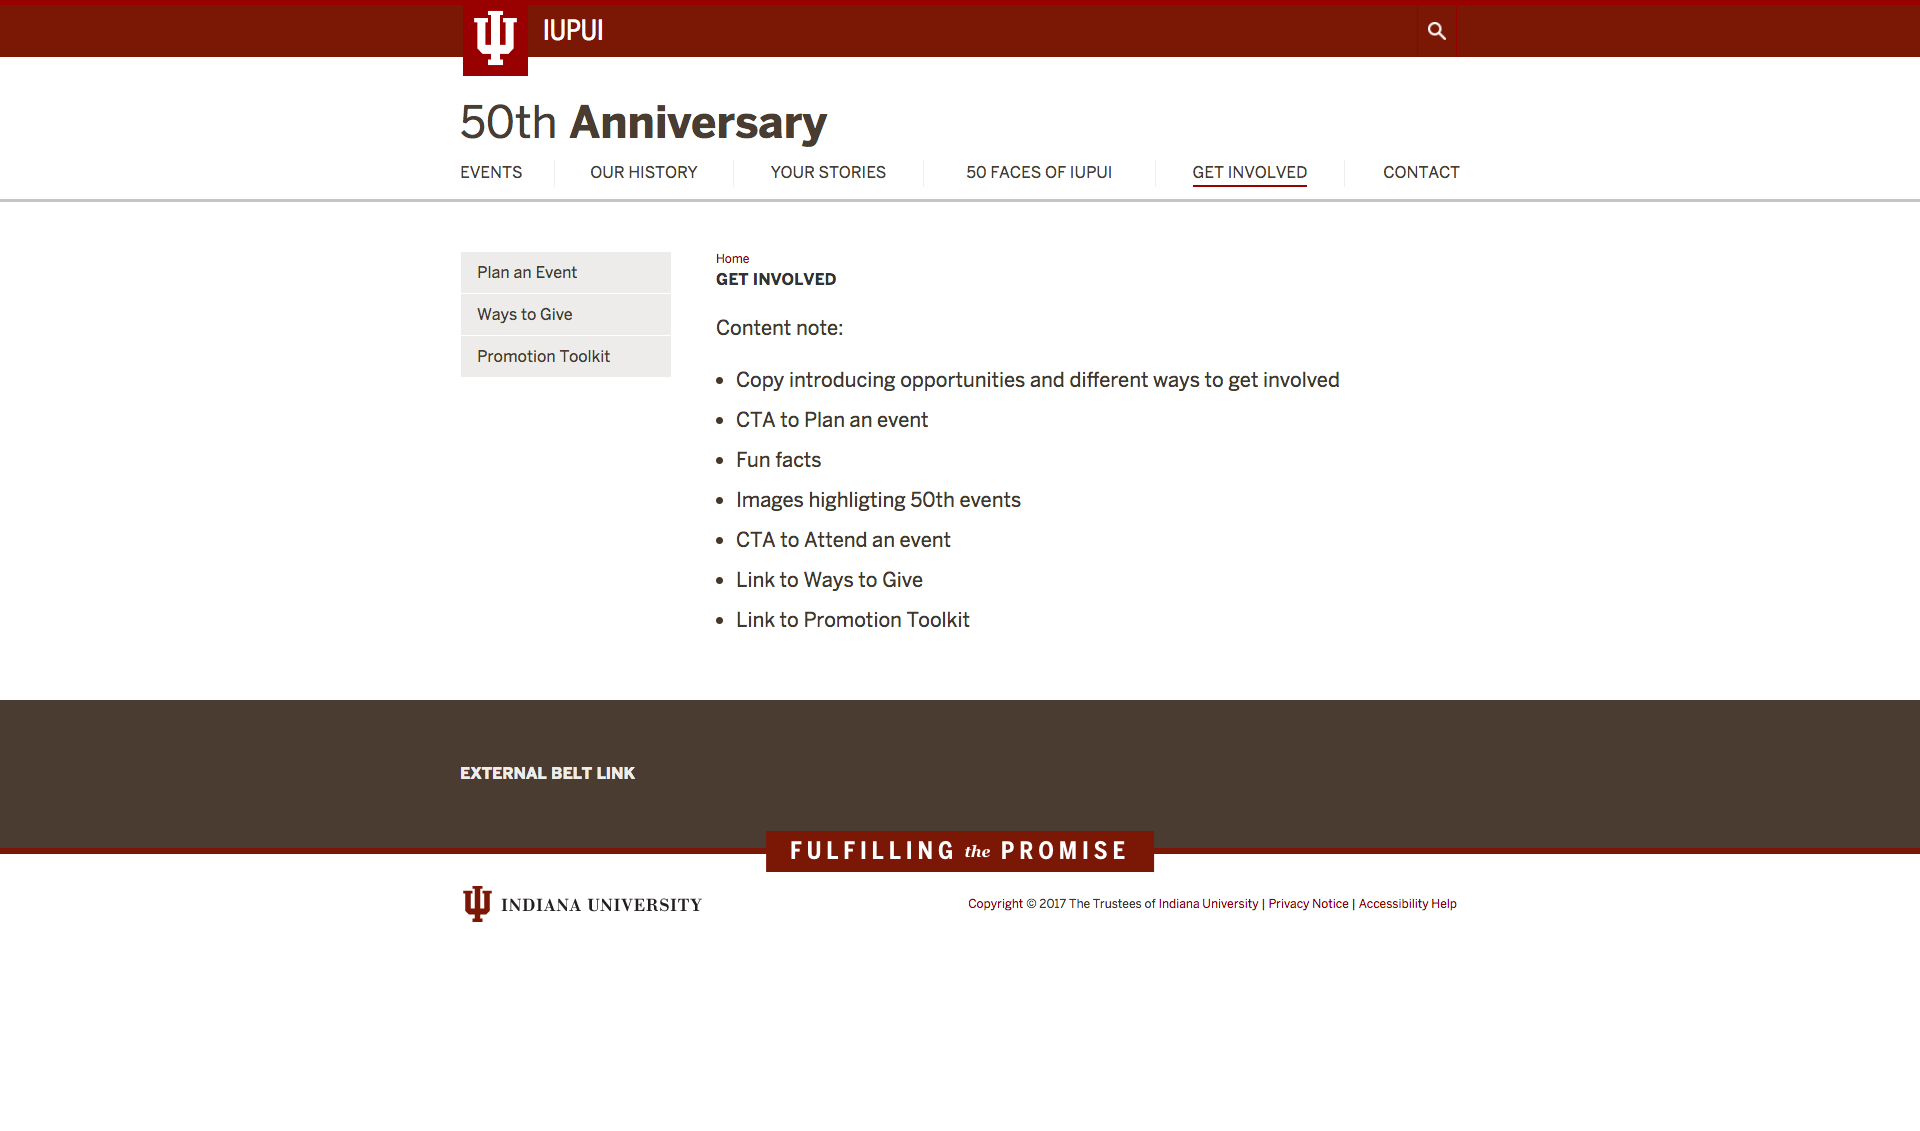 IUPUI
50th Anniversary
EVENTS OUR HISTORY YOUR STORIES 50 FACES OF IUPUI GET INVOLVED CONTACT
Plan an Event
Ways to Give
Promotion Toolkit
Home
GET INVOLVED
Content note:
• Copy introducing opportunities and different ways to get involved
• CTA to Plan an event
• Fun facts
• Images highligting 50th events
• CTA to Attend an event
• Link to Ways to Give
• Link to Promotion Toolkit
EXTERNAL BELT LINK
FULFILLING the PROMISE
INDIANA UNIVERSITY
Copyright © 2017 The Trustees of Indiana University | Privacy Notice | Accessibility Help